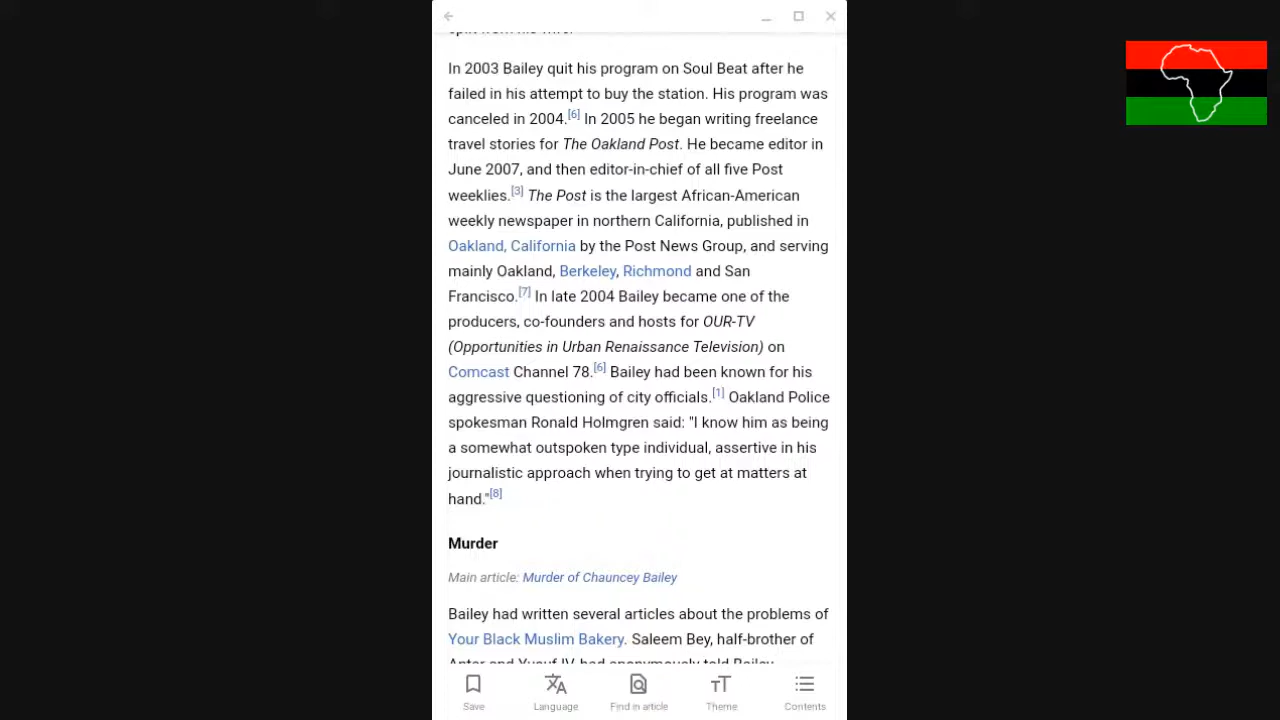 In 2003 Bailey quit his program on Soul Beat after he
failed in his attempt to buy the station. His program was
canceled in 2004.[6] In 2005 he began writing freelance
travel stories for The Oakland Post. He became editor in
June 2007, and then editor-in-chief of all five Post
weeklies.[3] The Post is the largest African-American
weekly newspaper in northern California, published in
Oakland, California by the Post News Group, and serving
mainly Oakland, Berkeley, Richmond and San
Francisco.[7] In late 2004 Bailey became one of the
producers, co-founders and hosts for OUR-TV
(Opportunities in Urban Renaissance Television) on
Comcast Channel 78.[6] Bailey had been known for his
aggressive questioning of city officials.[1] Oakland Police
spokesman Ronald Holmgren said: "I know him as being
a somewhat outspoken type individual, assertive in his
journalistic approach when trying to get at matters at
hand."[8]
Murder
Main article: Murder of Chauncey Bailey
Bailey had written several articles about the problems of
Your Black Muslim Bakery. Saleem Bey, half-brother of
Antar and Yusuf IV, had anonymously told Bailey
Save Language Find in article Theme Contents